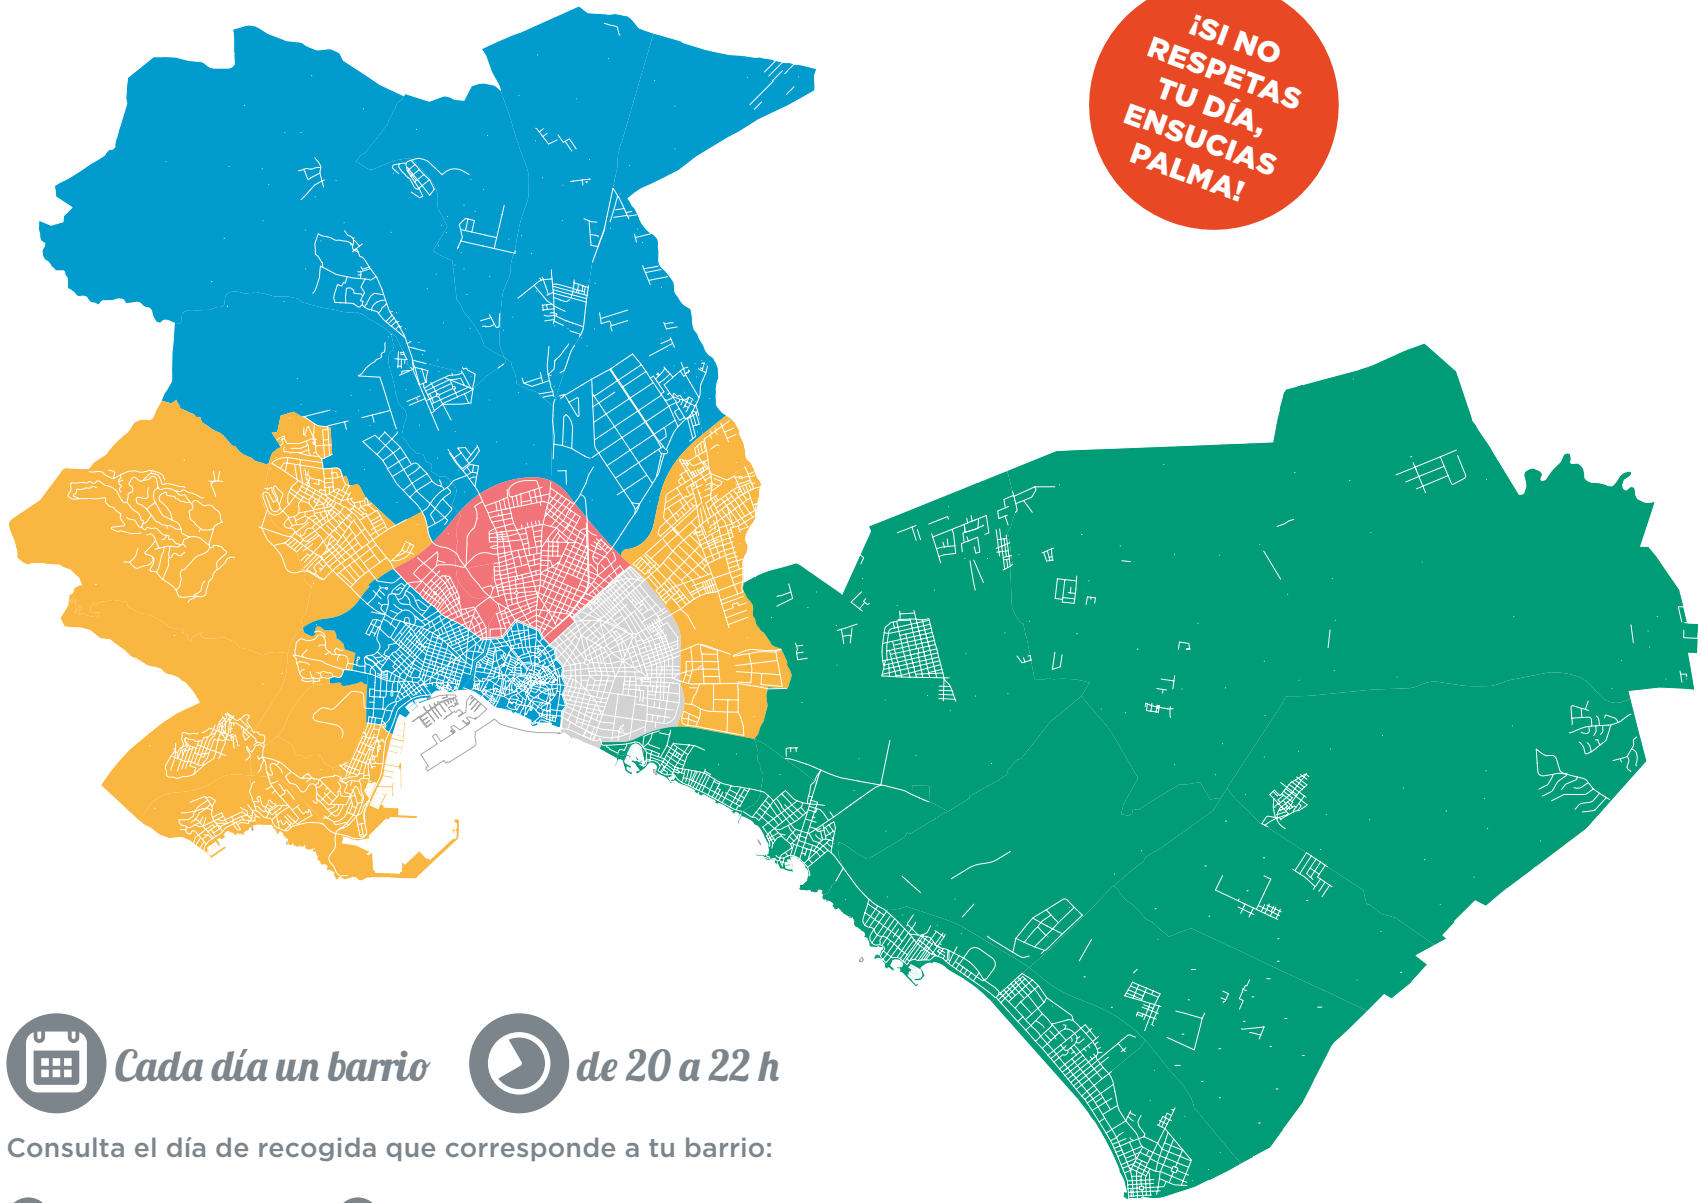 ¡SI NO
RESPETAS
TU DÍA,
ENSUCIAS
PALMA!
Cada día un barrio
de 20 a 22 h
Consulta el día de recogida que corresponde a tu barrio: